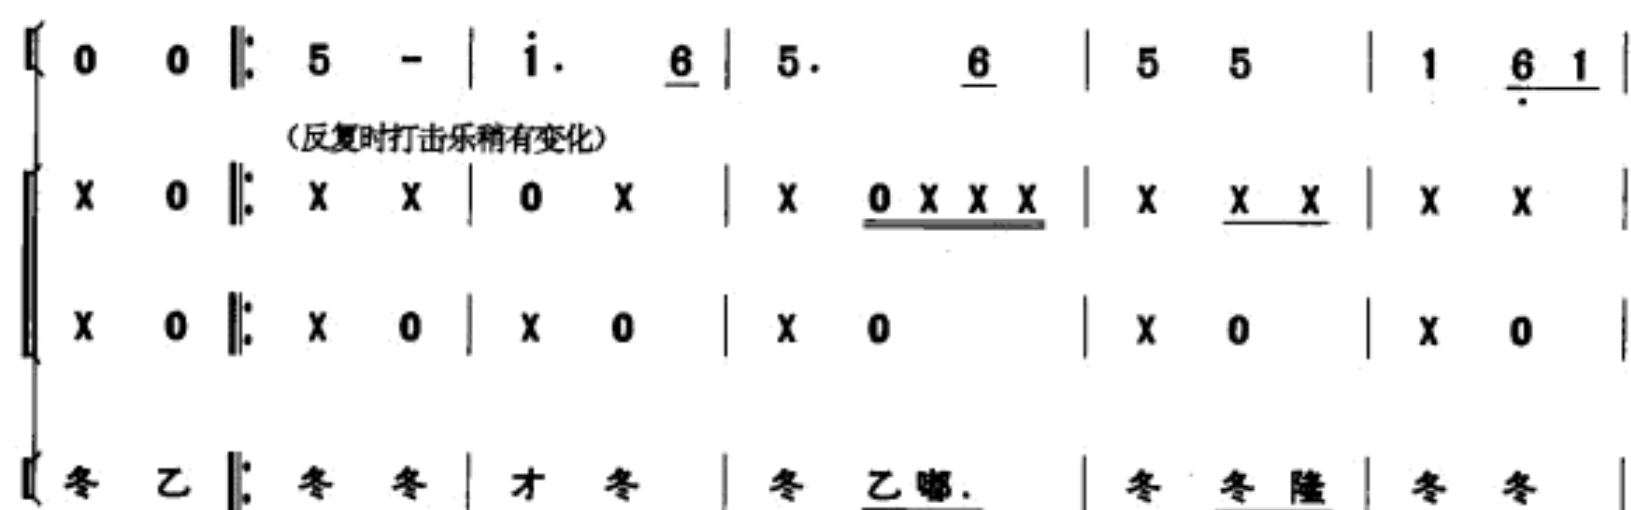 0 0 ‖: 5 - | i. 6 | 5. 6 | 5 5 | 1 6 1 |
（反复时打击乐稍有变化）
X 0 ‖: X X | 0 X | X 0 X X X | X X X | X X |
X 0 ‖: X 0 | X 0 | X 0 | X 0 | X 0 |
冬 乙 ‖: 冬 冬 | 才 冬 | 冬 乙 嘟. | 冬 冬 隆 | 冬 冬 |